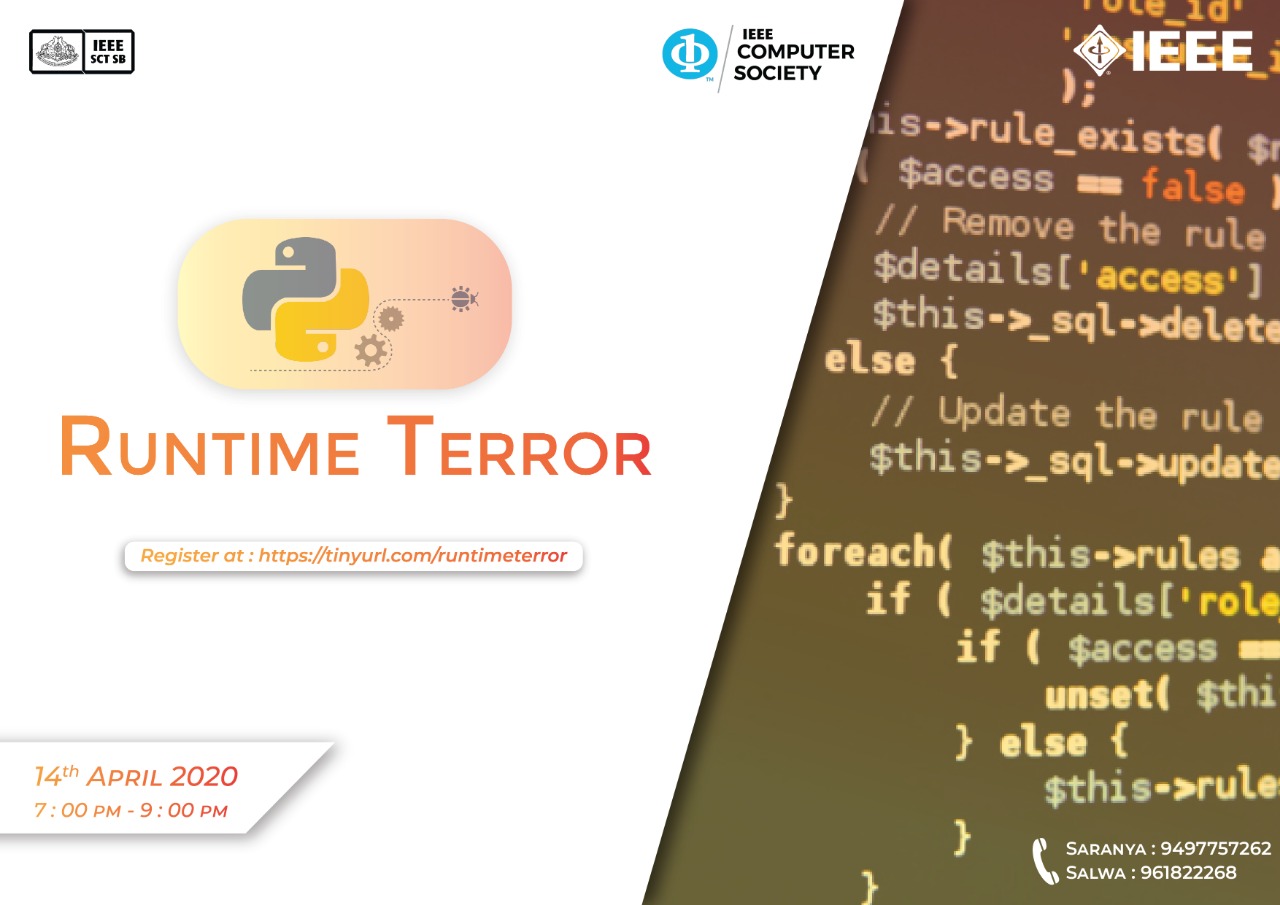 IEEE
SCT SB
IEEE
COMPUTER
SOCIETY
TM
IEEE
RUNTIME TERROR
Register at : https://tinyurl.com/runtimeterror
14th APRIL 2020
7 : 00 PM - 9 : 00 PM
role_id'
);
is->rule_exists( $
( $access == false )
// Remove the rule
$details['access']
$this->_sql->delete
else {
// Update the rule
$this->_sql->update
}
foreach( $this->rules a
if ( $details['role_
if ( $access ==
unset( $thi
} else {
$this->rule
}
}
SARANYA : 9497757262
SALWA : 961822268